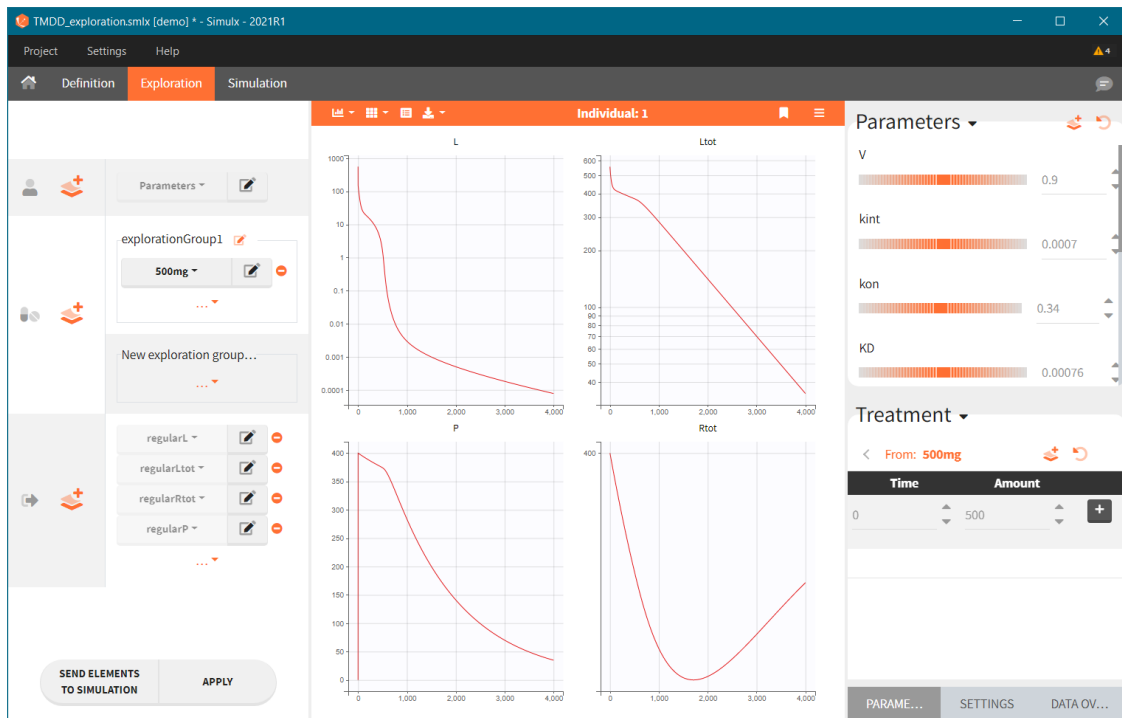 TMDD_exploration.smlx [demo] * - Simulx - 2021R1
Project Settings Help 4
Definition Exploration Simulation
Parameters
explorationGroup1
500mg
...
New exploration group...
...
regularL
regularLtot
regularRtot
regularP
...
SEND ELEMENTS
TO SIMULATION
APPLY
Individual: 1
L
1000
100
10
1
0.1
0.01
0.001
0.0001
0 1,000 2,000 3,000 4,000
Ltot
600
500
400
300
200
100
90
80
70
60
50
40
0 1,000 2,000 3,000 4,000
P
400
350
300
250
200
150
100
50
0
0 1,000 2,000 3,000 4,000
Rtot
400
0 1,000 2,000 3,000 4,000
Parameters
V
0.9
kint
0.0007
kon
0.34
KD
0.00076
Treatment
< From: 500mg
Time Amount
0 500 +
PARAME... SETTINGS DATA OV...